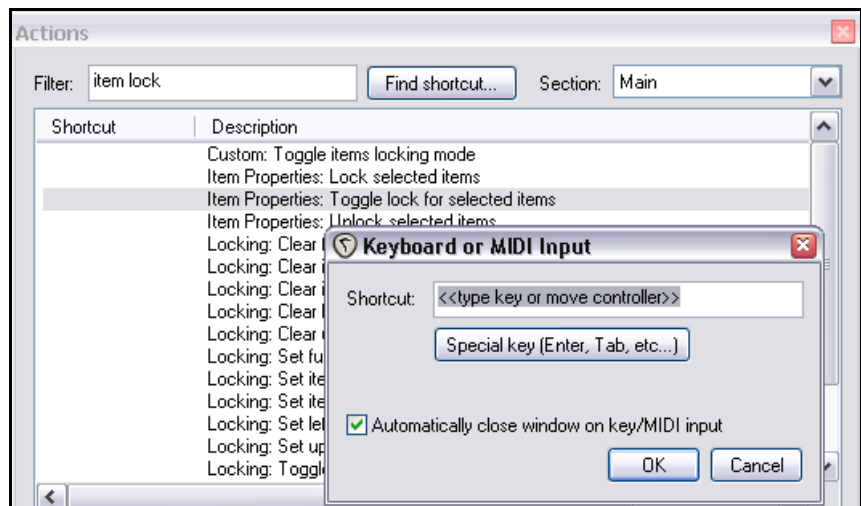 Actions
Filter: item lock Find shortcut... Section: Main
Shortcut Description
Custom: Toggle items locking mode
Item Properties: Lock selected items
Item Properties: Toggle lock for selected items
Item Properties: Unlock selected items
Locking: Clear
Keyboard or MIDI Input
Locking: Clear
Locking: Clear
Shortcut: <<type key or move controller>>
Locking: Clear
Locking: Clear
Special key (Enter, Tab, etc...)
Locking: Set
Locking: Set
Locking: Set
Locking: Set
Automatically close window on key/MIDI input
Locking: Set up
Locking:
OK Cancel